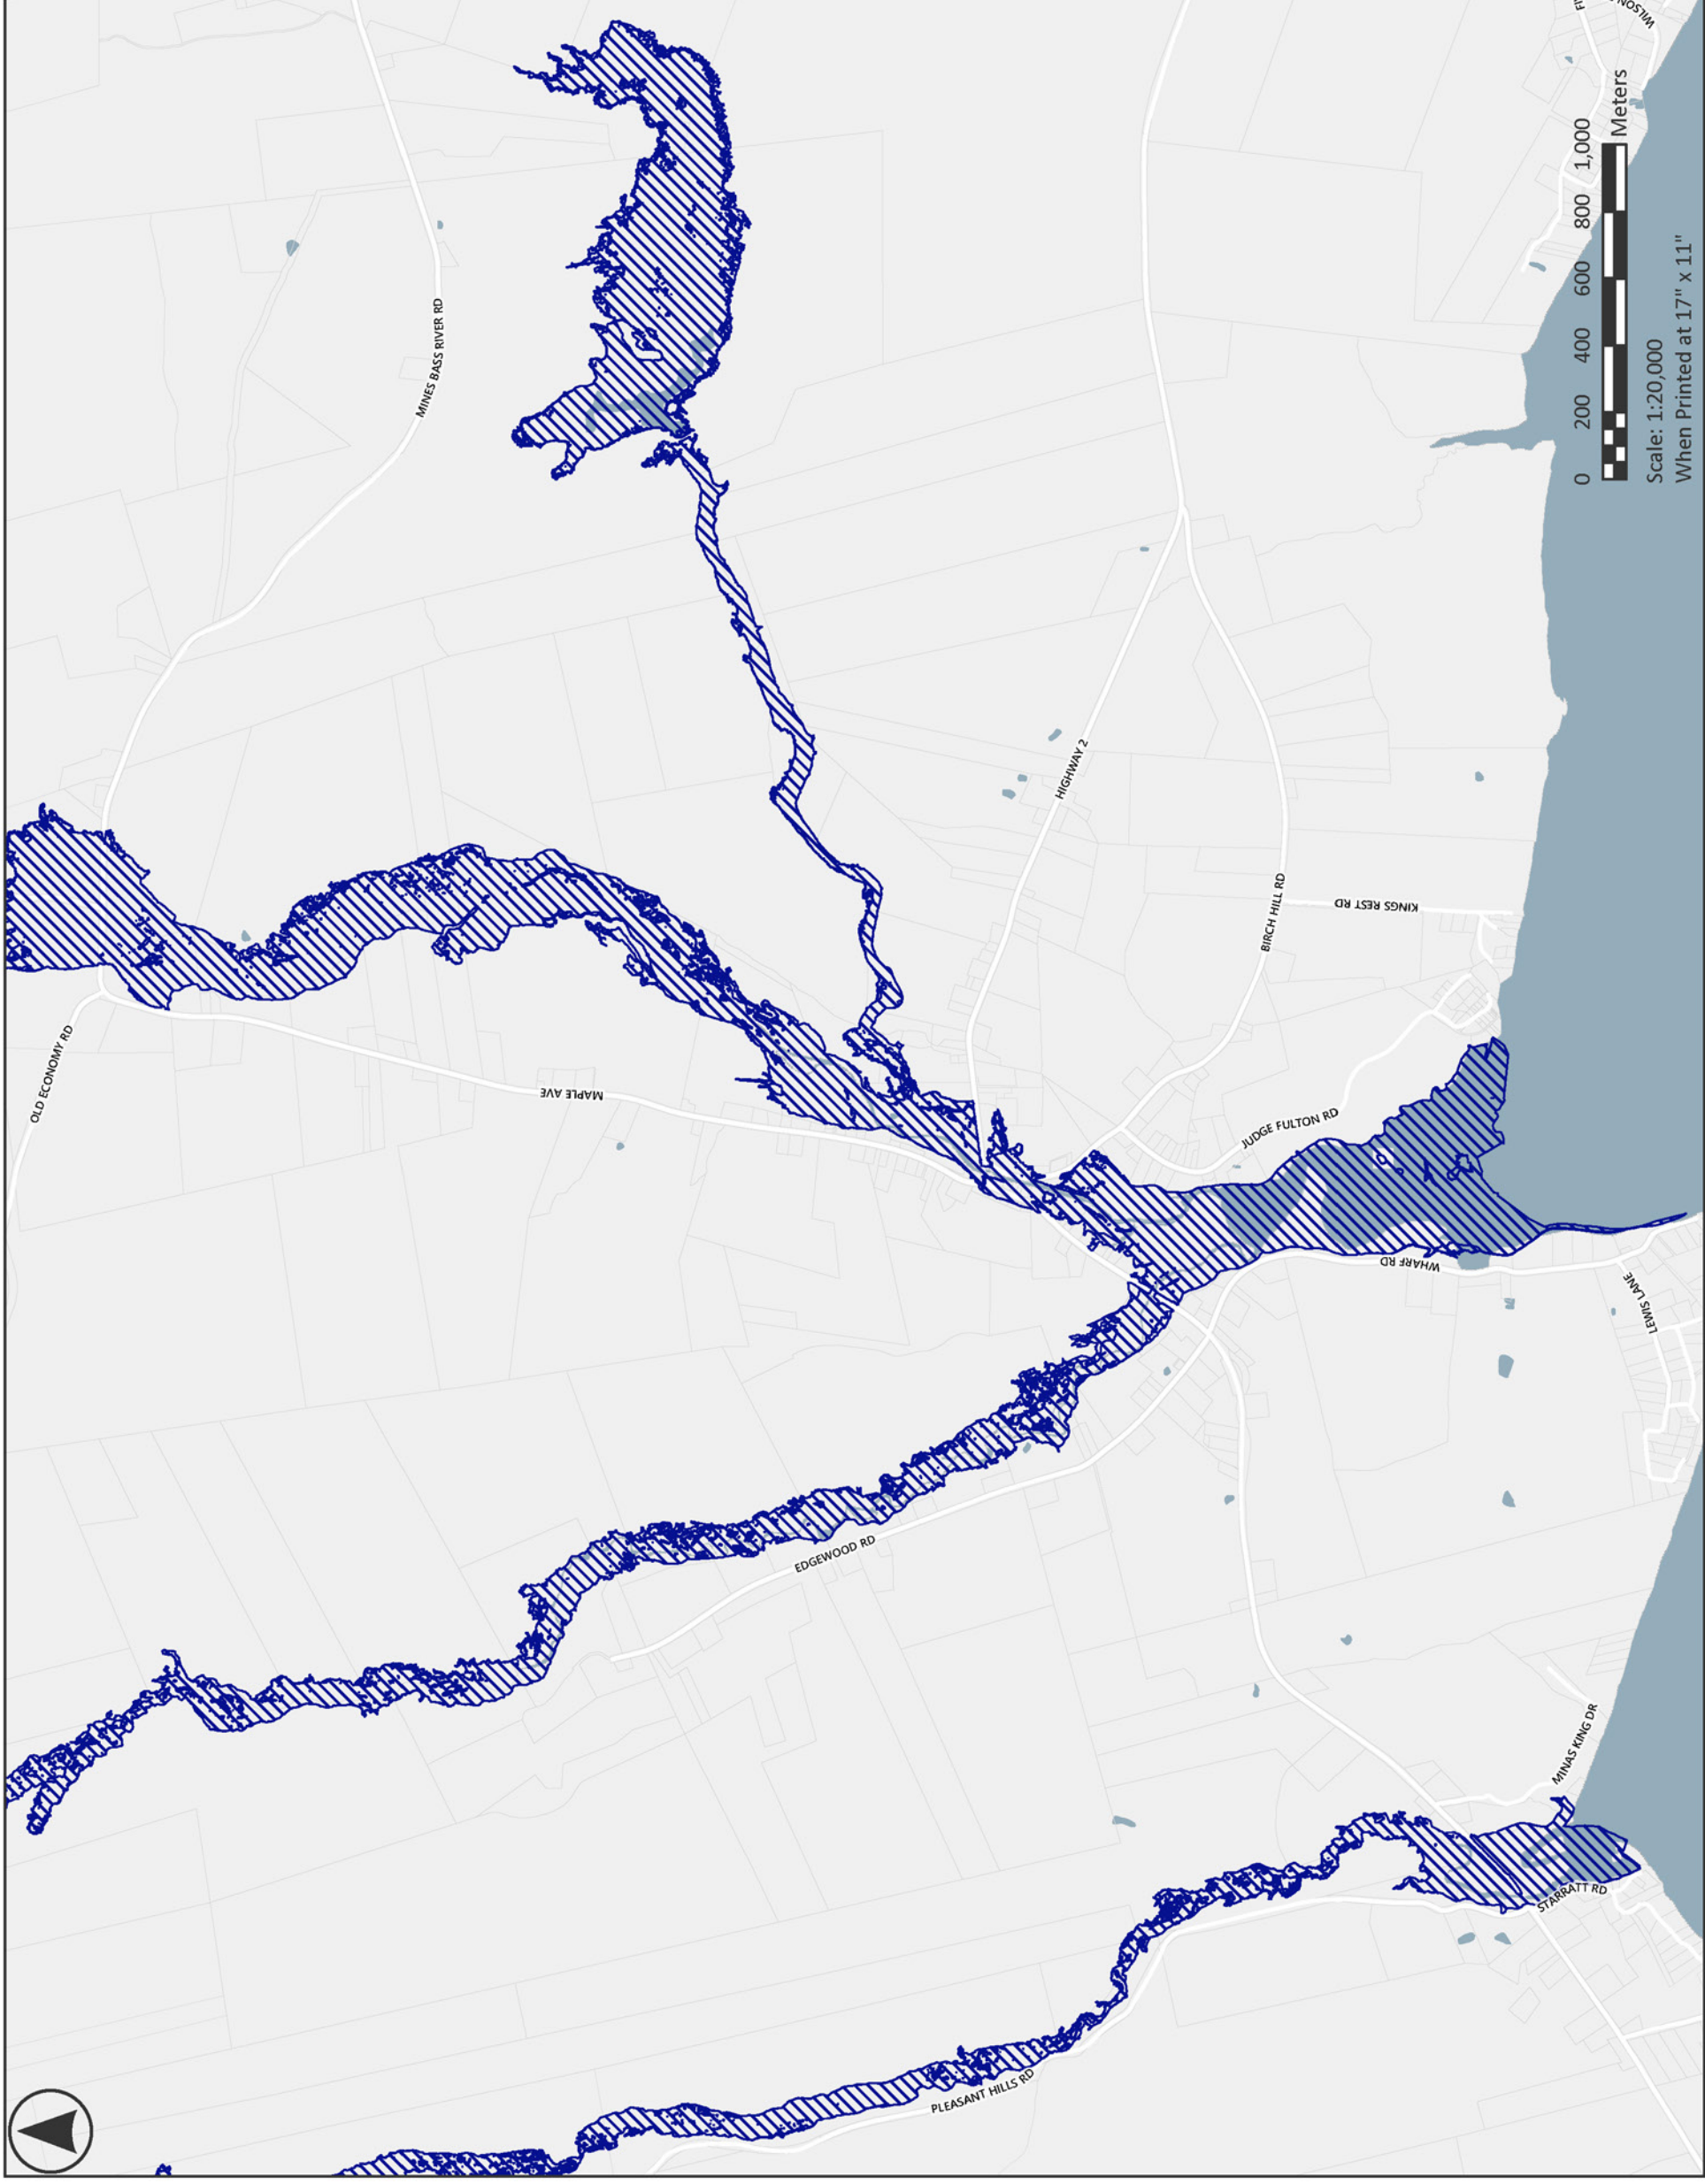 WILSON
MINES BASS RIVER RD
OLD ECONOMY RD
MAPLE AVE
HIGHWAY 2
BIRCH HILL RD
KINGS REST RD
JUDGE FULTON RD
WHARF RD
LEWIS LANE
EDGEWOOD RD
MINAS KING DR
STARRATT RD
PLEASANT HILLS RD
0 200 400 600 800 1,000
Meters
Scale: 1:20,000
When Printed at 17" x 11"